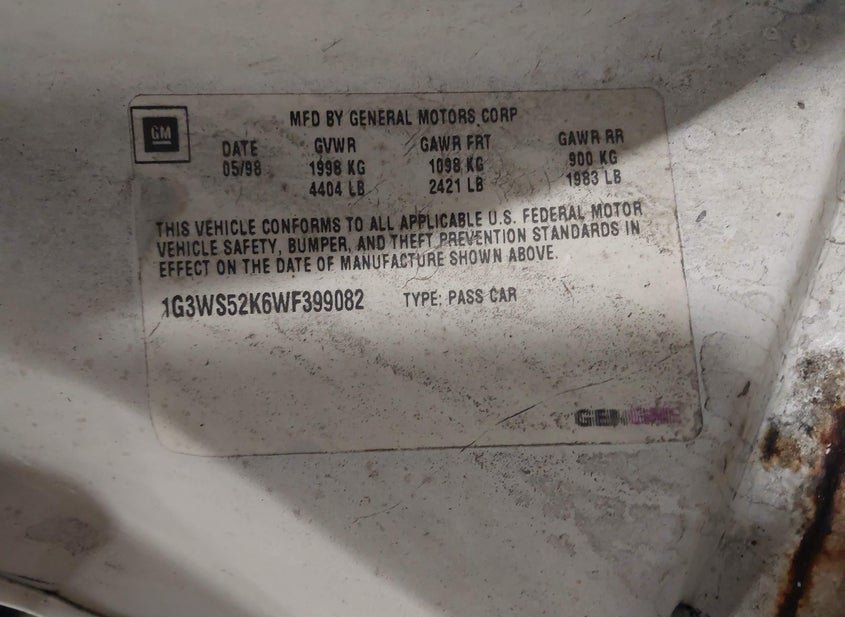 GM
MFD BY GENERAL MOTORS CORP
DATE GVWR GAWR FRT GAWR RR
05/98 1998 KG 1098 KG 900 KG
4404 LB 2421 LB 1983 LB
THIS VEHICLE CONFORMS TO ALL APPLICABLE U.S. FEDERAL MOTOR
VEHICLE SAFETY, BUMPER, AND THEFT PREVENTION STANDARDS IN
EFFECT ON THE DATE OF MANUFACTURE SHOWN ABOVE.
1G3WS52K6WF399082 TYPE: PASS CAR